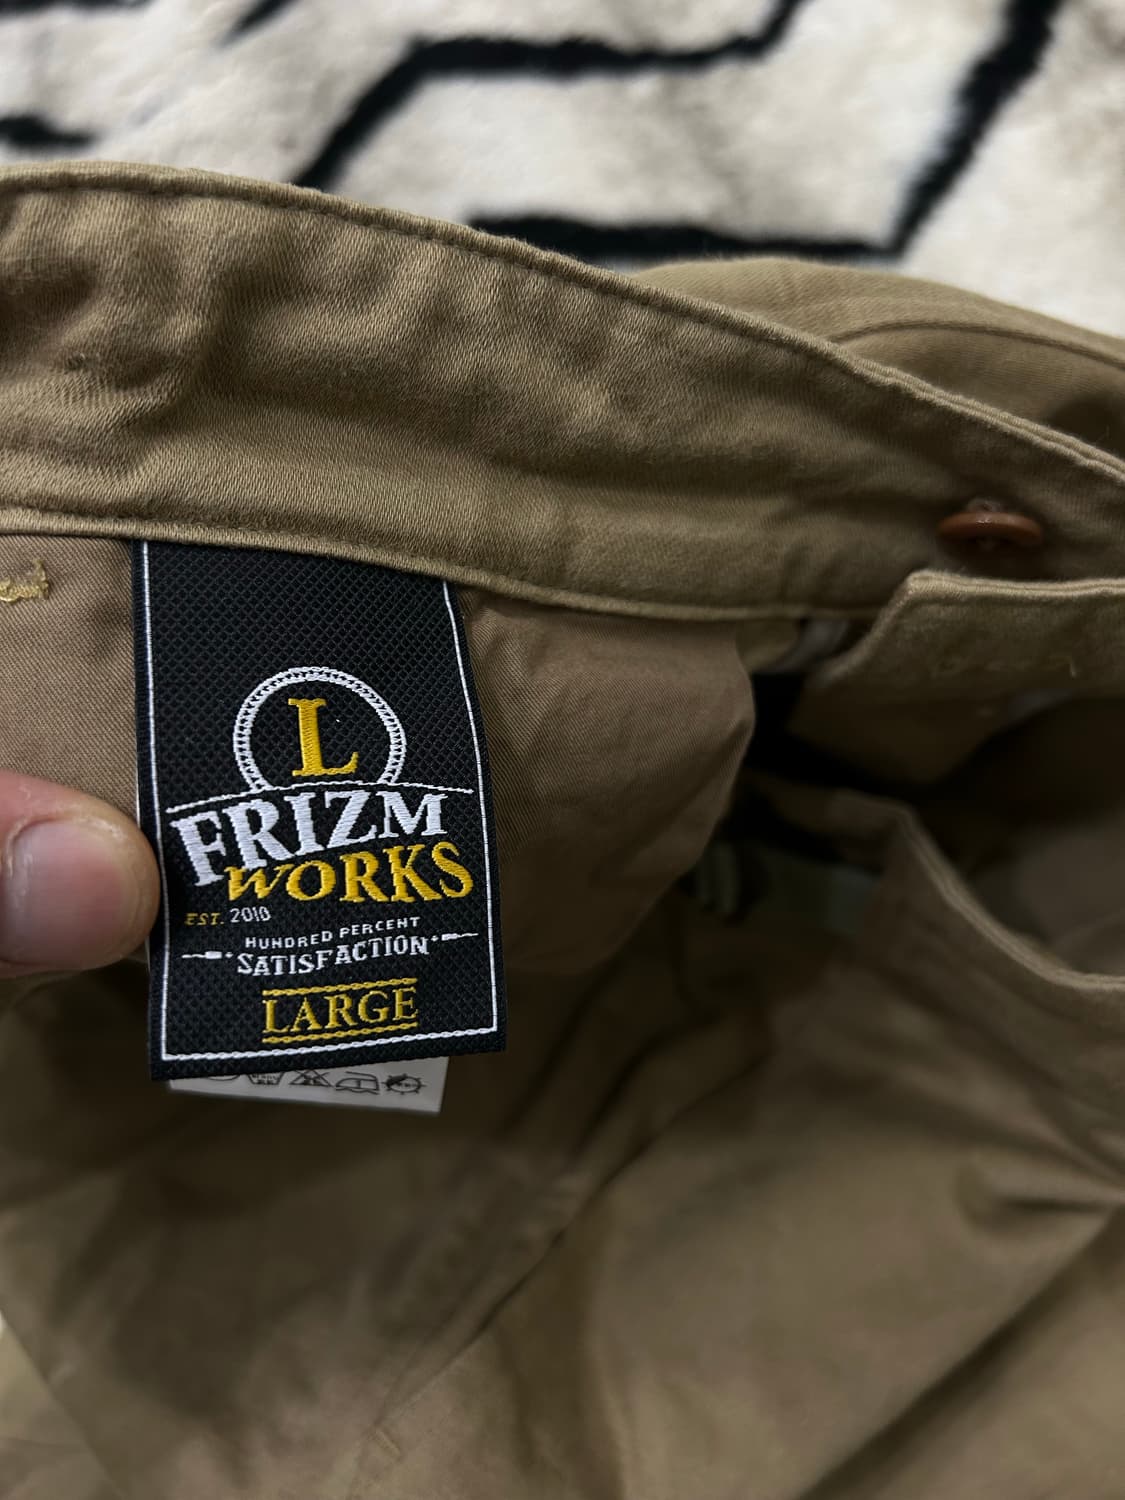 L
FRIZM
WORKS
EST. 2010
HUNDRED PERCENT
SATISFACTION
LARGE